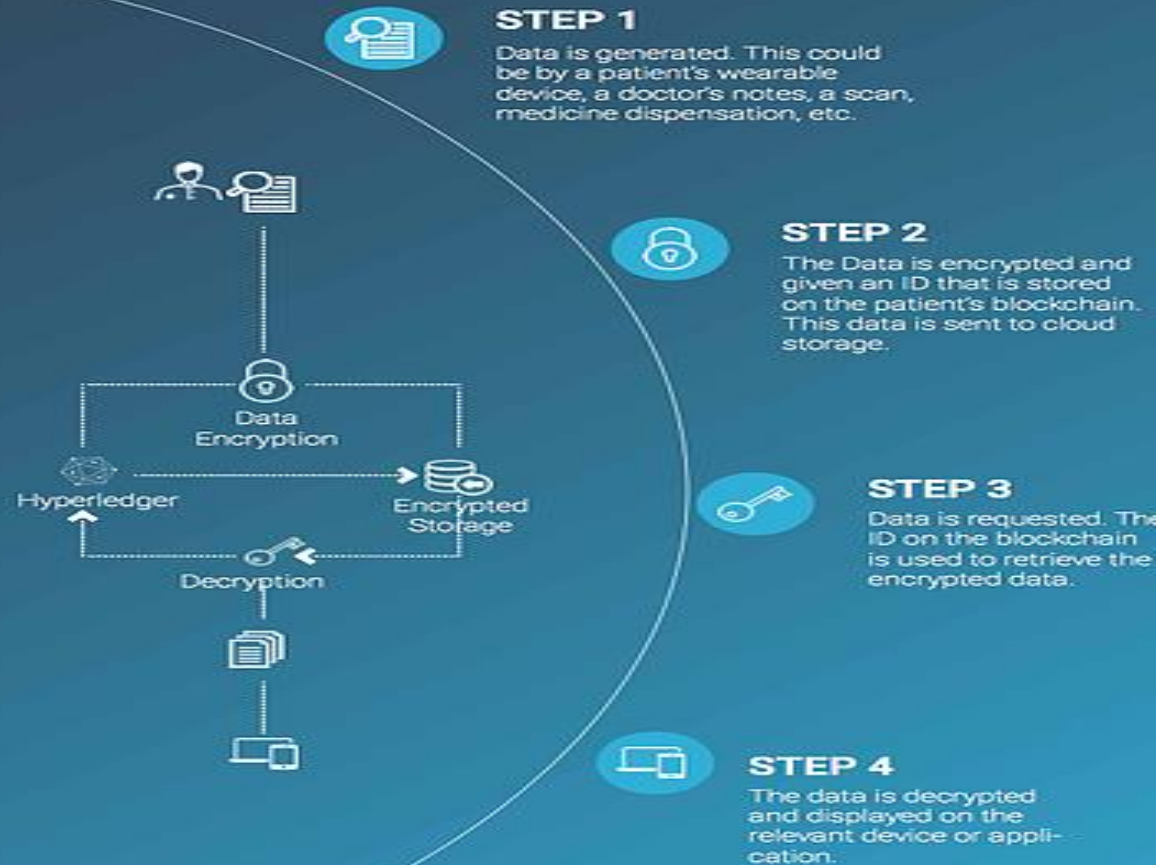 STEP 1
Data is generated. This could
be by a patient's wearable
device, a doctor's notes, a scan,
medicine dispensation, etc.
STEP 2
The Data is encrypted and
given an ID that is stored
on the patient's blockchain.
This data is sent to cloud
storage.
Data
Encryption
Hyperledger
Encrypted
Storage
Decryption
STEP 3
Data is requested. The
ID on the blockchain
is used to retrieve the
encrypted data.
STEP 4
The data is decrypted
and displayed on the
relevant device or appli-
cation.